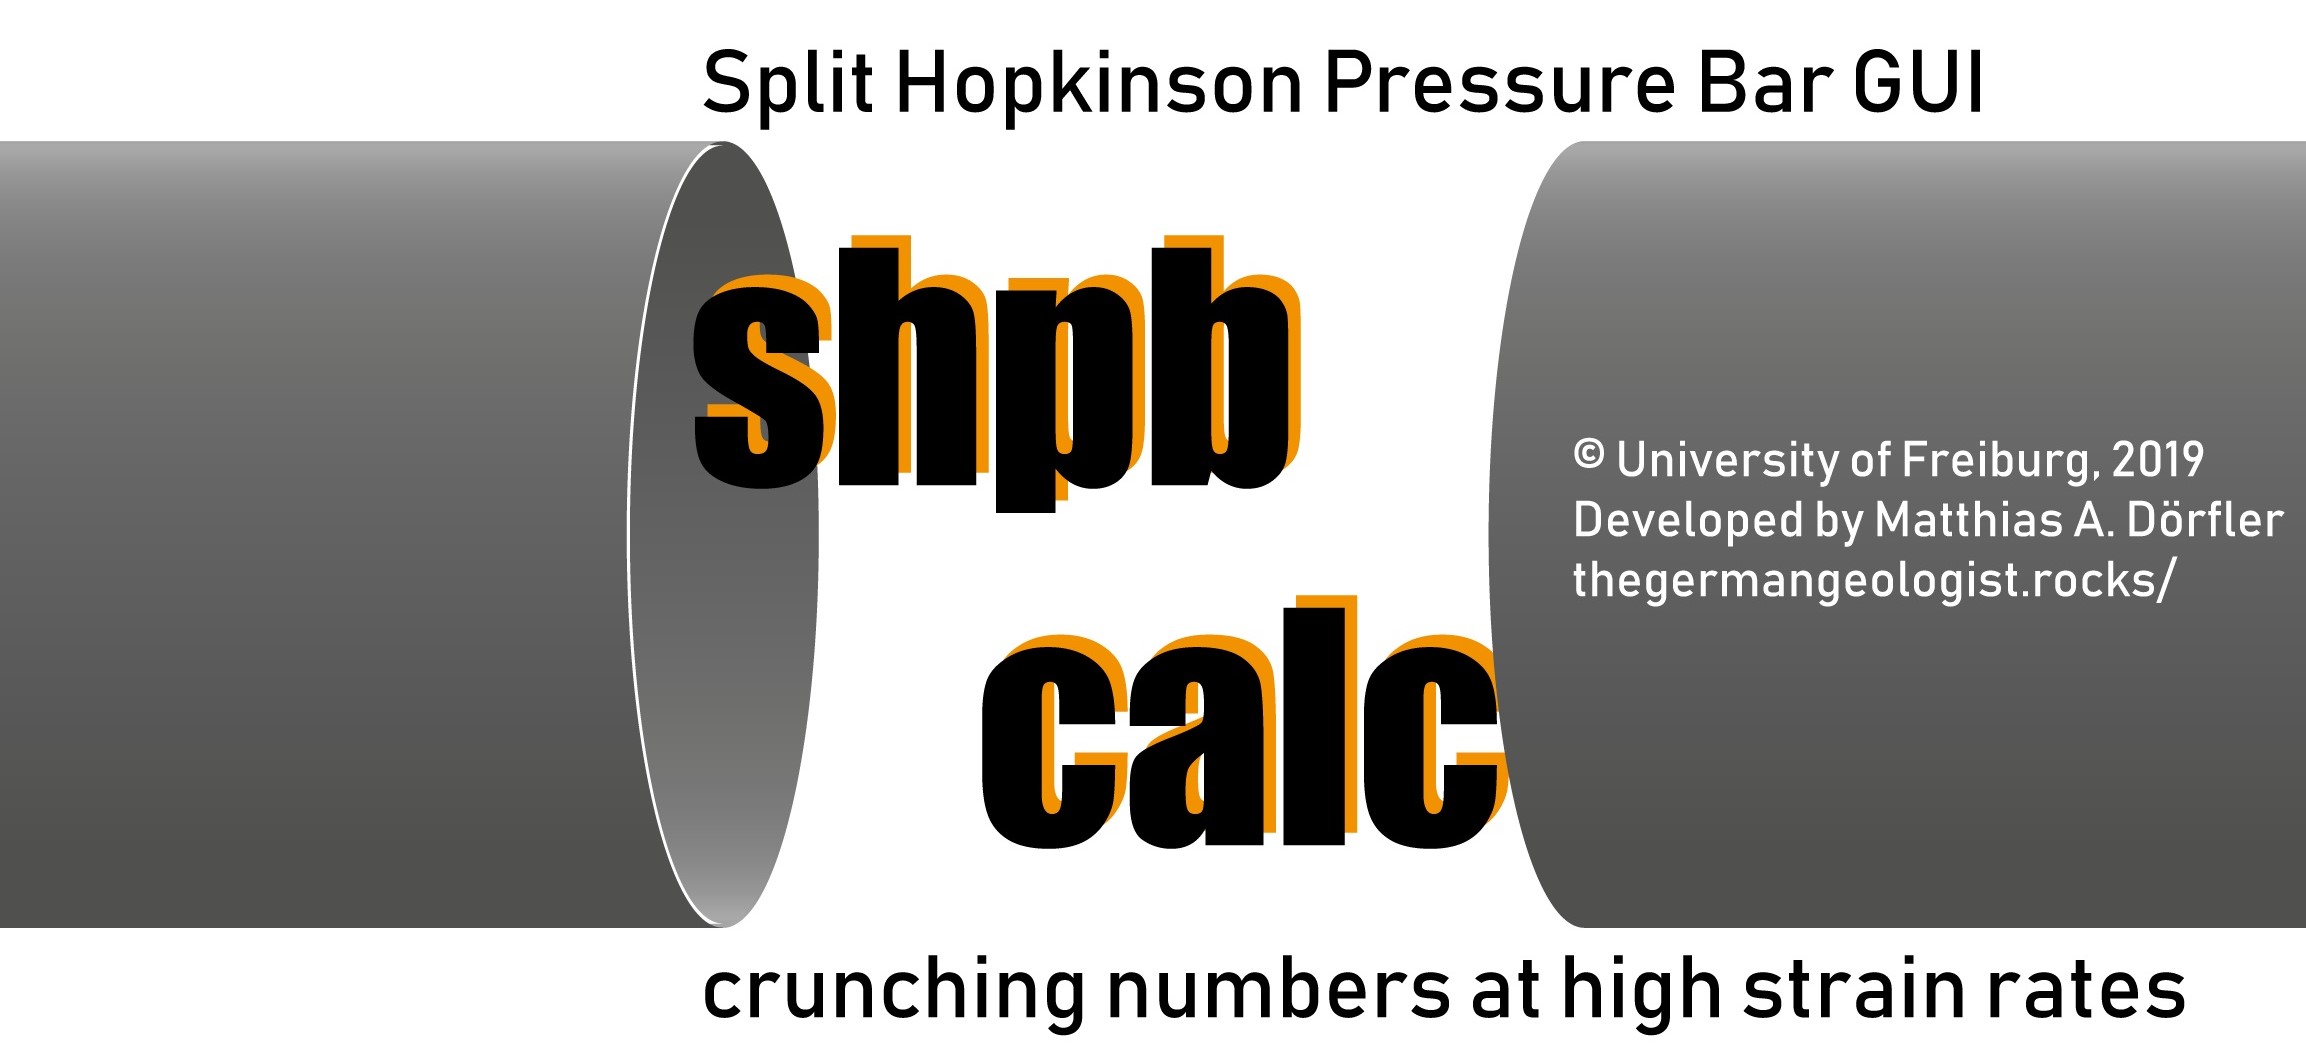 Split Hopkinson Pressure Bar GUI
shpb
calc
© University of Freiburg, 2019
Developed by Matthias A. Dörfler
thegermangeologist.rocks/
crunching numbers at high strain rates